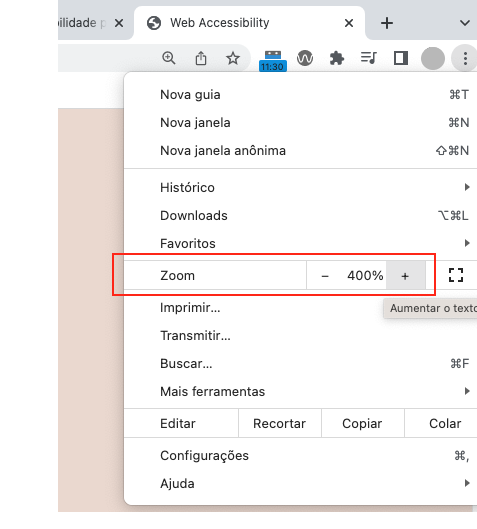 bilidade p
Web Accessibility
11:30
Nova guia ⌘T
Nova janela ⌘N
Nova janela anônima ⇧⌘N
Histórico
Downloads ⌥⌘L
Favoritos
Zoom − 400% +
Aumentar o texto
Imprimir...
Transmitir...
Buscar... ⌘F
Mais ferramentas
Editar Recortar Copiar Colar
Configurações ⌘,
Ajuda